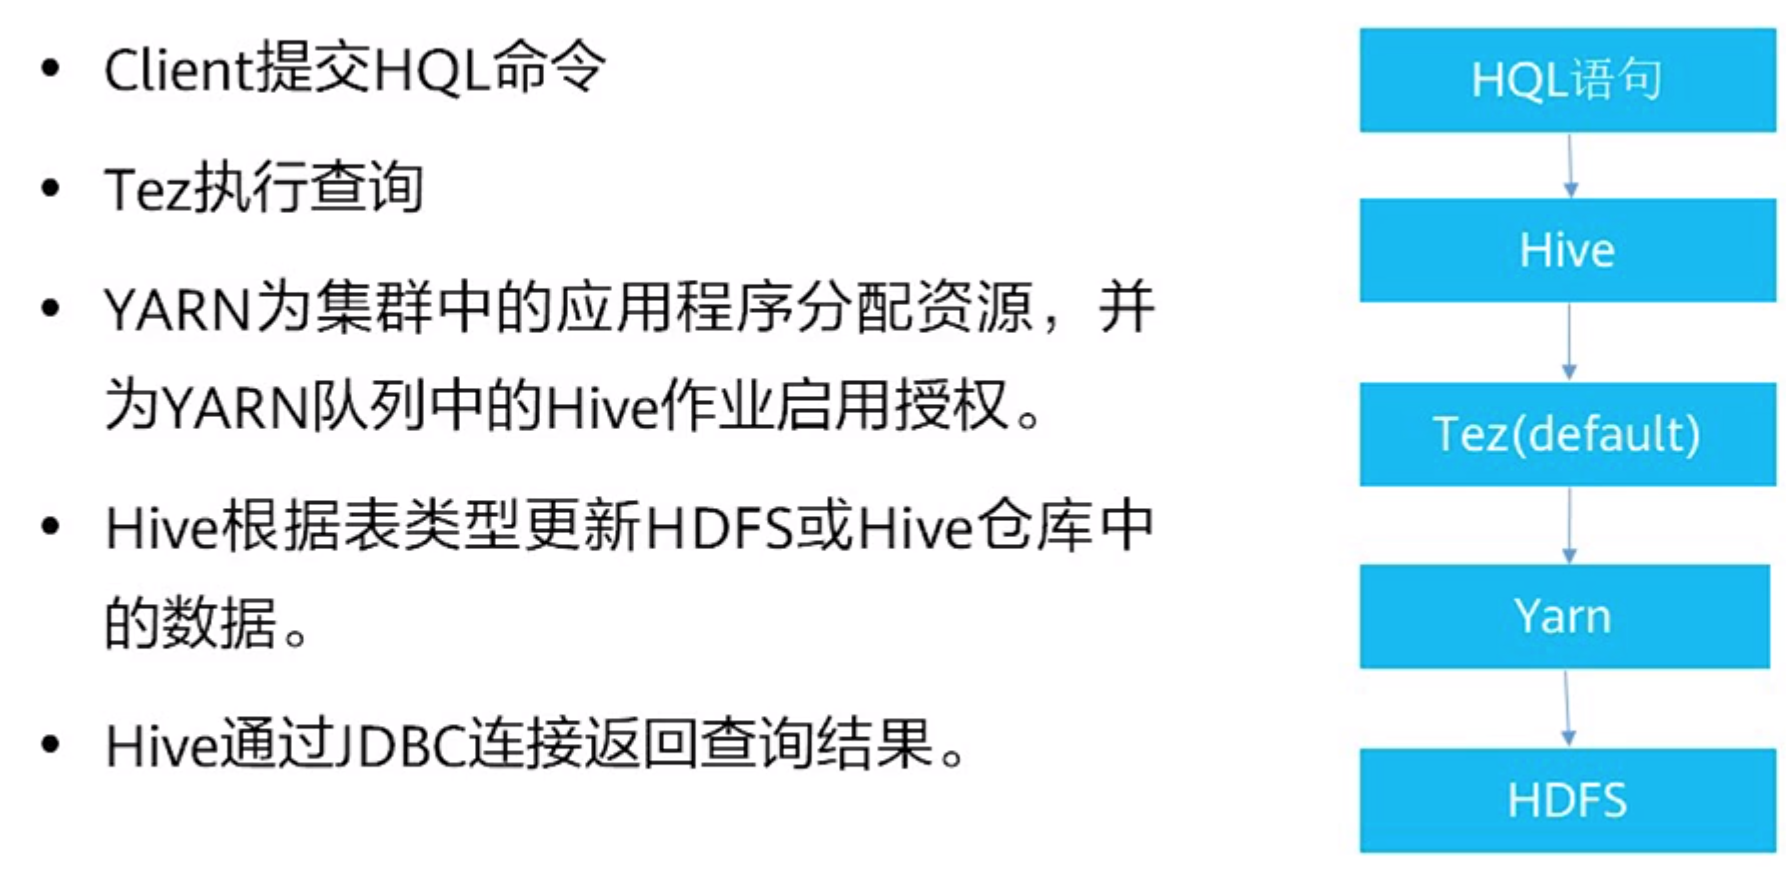 • Client提交HQL命令
• Tez执行查询
• YARN为集群中的应用程序分配资源，并
为YARN队列中的Hive作业启用授权。
• Hive根据表类型更新HDFS或Hive仓库中
的数据。
• Hive通过JDBC连接返回查询结果。
HQL语句
Hive
Tez(default)
Yarn
HDFS